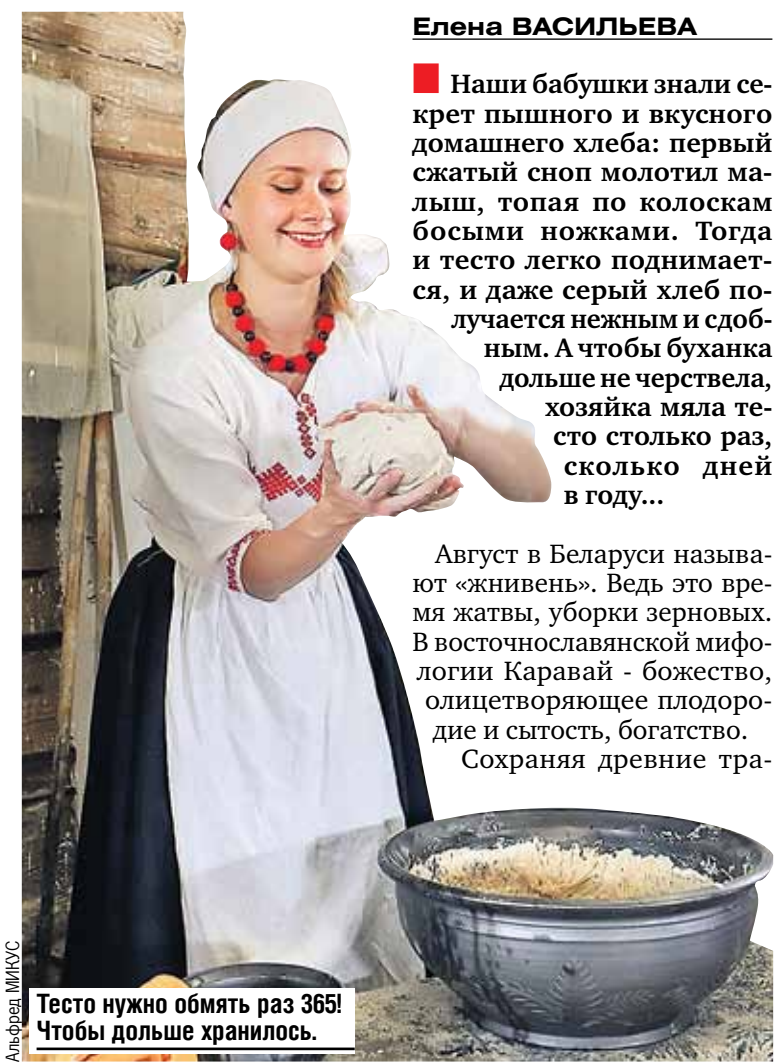 Елена ВАСИЛЬЕВА
Наши бабушки знали се-
крет пышного и вкусного
домашнего хлеба: первый
сжатый сноп молотил ма-
лыш, топая по колоскам
босыми ножками. Тогда
и тесто легко поднимает-
ся, и даже серый хлеб по-
лучается нежным и сдоб-
ным. А чтобы буханка
дольше не черствела,
хозяйка мяла те-
сто столько раз,
сколько дней
в году...
Август в Беларуси называ-
ют «жнивень». Ведь это вре-
мя жатвы, уборки зерновых.
В восточнославянской мифо-
логии Каравай - божество,
олицетворяющее плодоро-
дие и сытость, богатство.
Сохраняя древние тра-
Альфред МИКУС
Тесто нужно обмять раз 365!
Чтобы дольше хранилось.